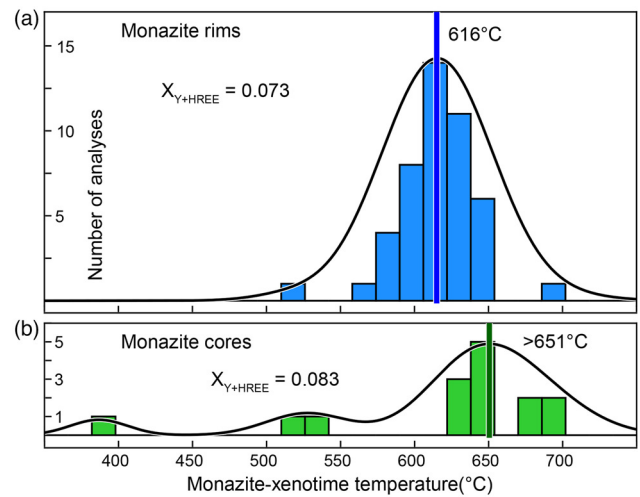 (a)
Monazite rims
616°C
X_Y+HREE = 0.073
Number of analyses
15
10
5
(b)
Monazite cores
>651°C
X_Y+HREE = 0.083
5
3
1
400 450 500 550 600 650 700
Monazite-xenotime temperature(°C)